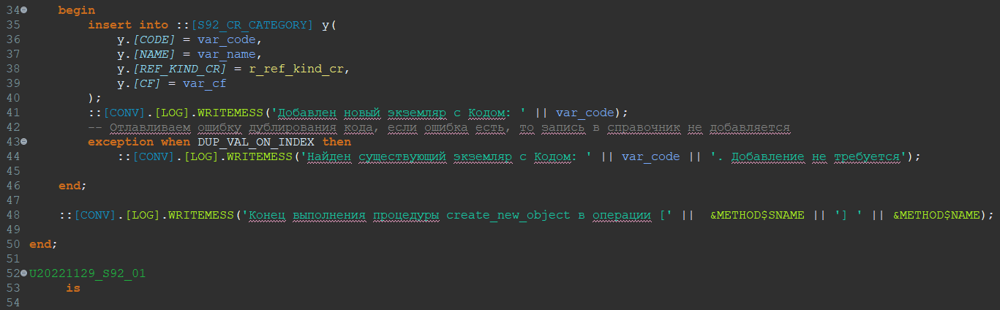 34 begin
35 insert into ::[S92_CR_CATEGORY] y(
36 y.[CODE] = var_code,
37 y.[NAME] = var_name,
38 y.[REF_KIND_CR] = r_ref_kind_cr,
39 y.[CF] = var_cf
40 );
41 ::[CONV].[LOG].WRITEMESS('Добавлен новый экземляр с Кодом: ' || var_code);
42 -- Отлавливаем ошибку дублирования кода, если ошибка есть, то запись в справочник не добавляется
43 exception when DUP_VAL_ON_INDEX then
44 ::[CONV].[LOG].WRITEMESS('Найден существующий экземляр с Кодом: ' || var_code || '. Добавление не требуется');
45
46 end;
47
48 ::[CONV].[LOG].WRITEMESS('Конец выполнения процедуры create_new_object в операции [' ||  &METHOD$SNAME || '] ' || &METHOD$NAME);
49
50 end;
51
52 U20221129_S92_01
53 is
54